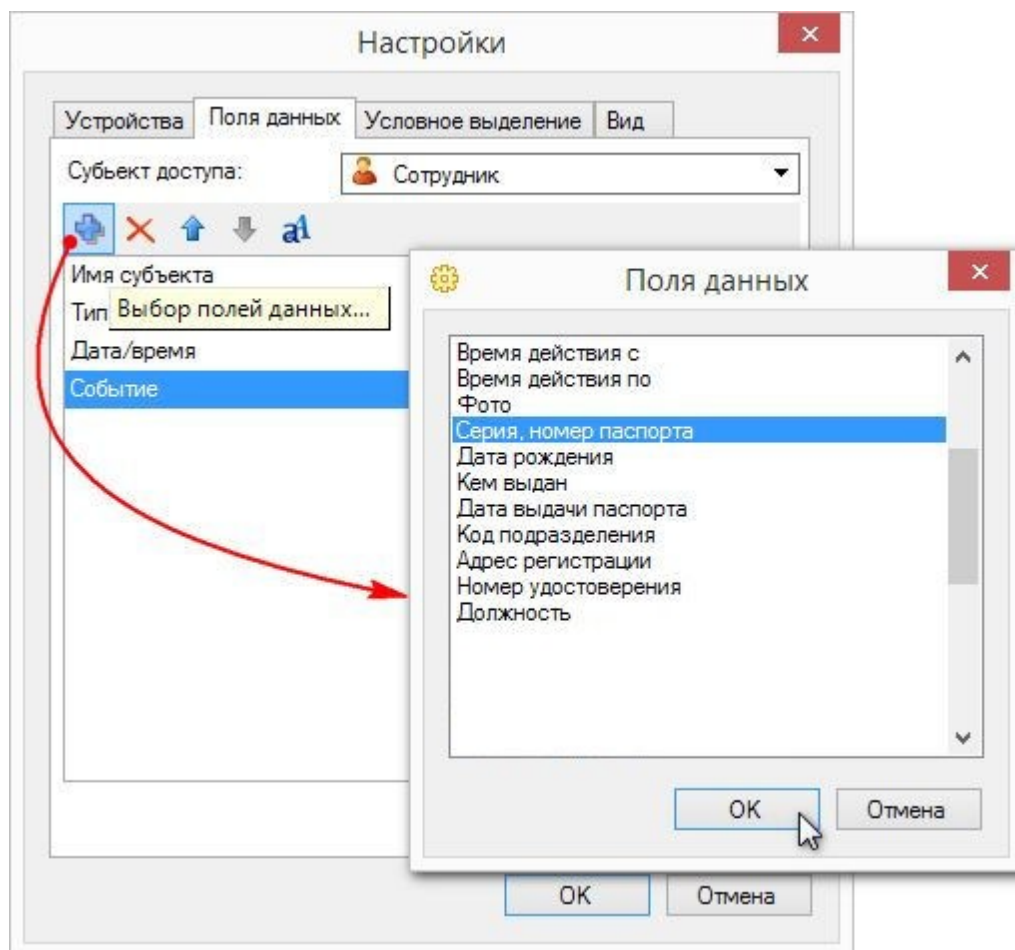 Настройки
Устройства Поля данных Условное выделение Вид
Субъект доступа: Сотрудник
Имя субъекта
Тип
Выбор полей данных...
Дата/время
Событие
OK Отмена
Поля данных
Время действия с
Время действия по
Фото
Серия, номер паспорта
Дата рождения
Кем выдан
Дата выдачи паспорта
Код подразделения
Адрес регистрации
Номер удостоверения
Должность
OK Отмена